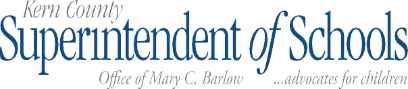 Kern County
Superintendent of Schools
Office of Mary C. Barlow ...advocates for children